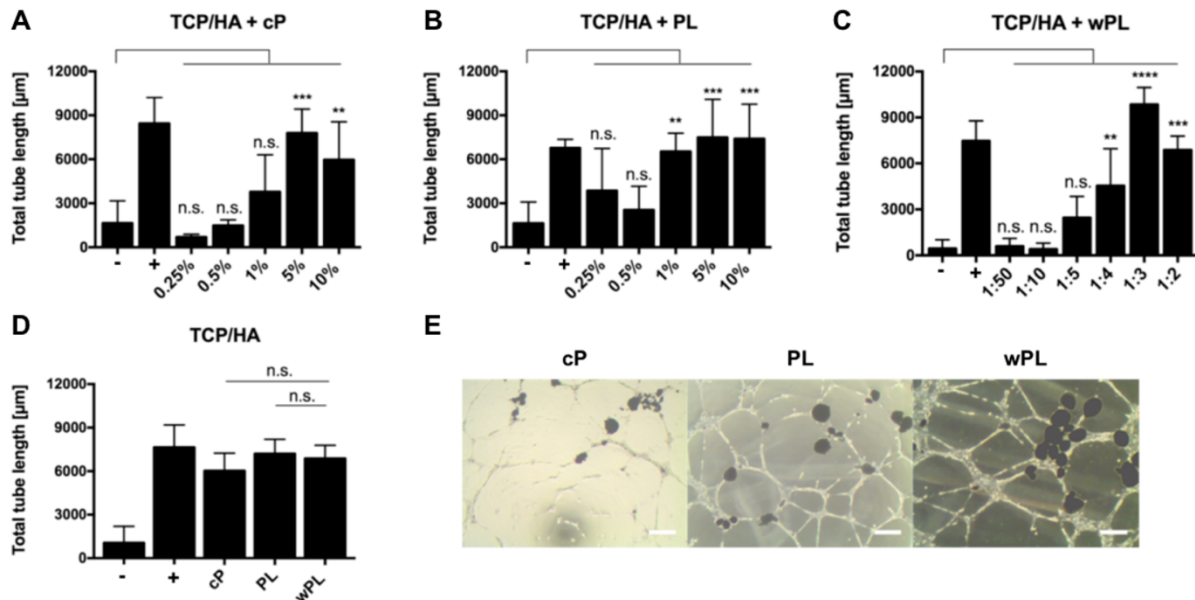 A
TCP/HA + cP
Total tube length [µm]
12000
9000
6000
3000
0
n.s.
n.s.
n.s.
***
**
-
+
0.25%
0.5%
1%
5%
10%
B
TCP/HA + PL
Total tube length [µm]
12000
9000
6000
3000
0
n.s.
n.s.
**
***
***
-
+
0.25%
0.5%
1%
5%
10%
C
TCP/HA + wPL
Total tube length [µm]
12000
9000
6000
3000
0
n.s.
n.s.
n.s.
**
****
***
-
+
1:50
1:10
1:5
1:4
1:3
1:2
D
TCP/HA
Total tube length [µm]
12000
9000
6000
3000
0
n.s.
n.s.
-
+
cP
PL
wPL
E
cP
PL
wPL